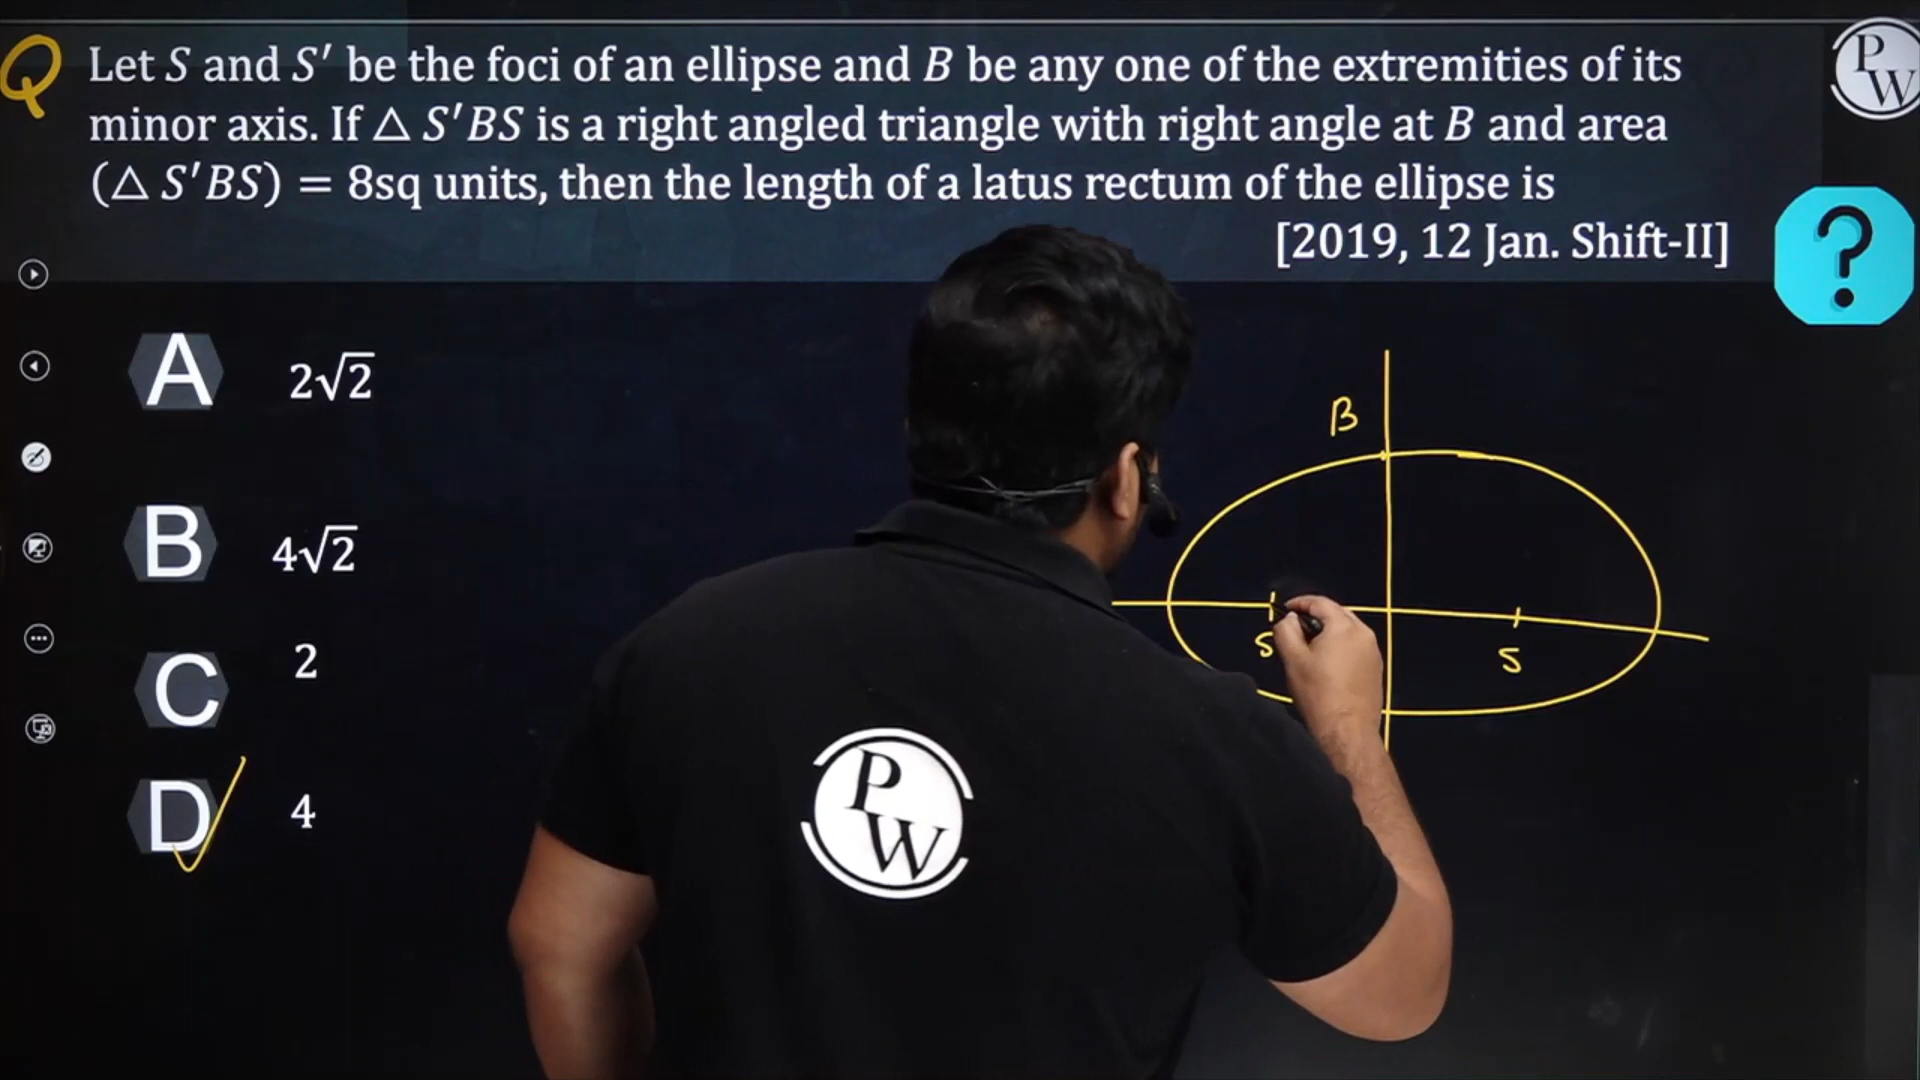 Q Let S and S′ be the foci of an ellipse and B be any one of the extremities of its
minor axis. If △ S′BS is a right angled triangle with right angle at B and area
(△ S′BS) = 8sq units, then the length of a latus rectum of the ellipse is
[2019, 12 Jan. Shift-II]
PW
?
A 2√2
B 4√2
C 2
D 4
B
S
S
PW